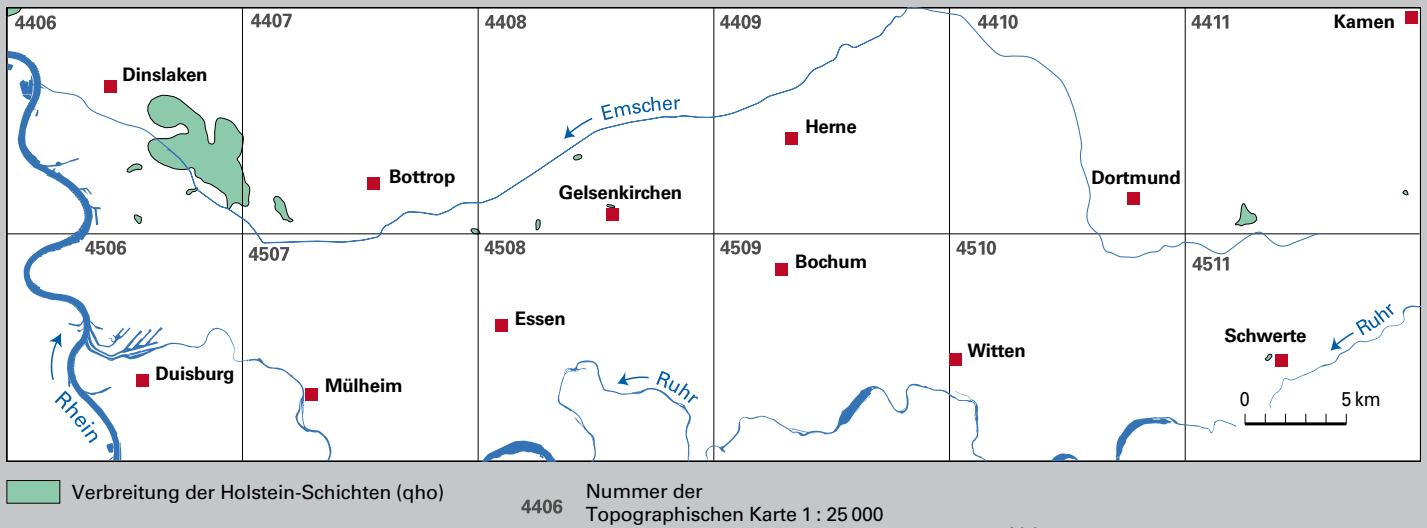 4406
4407
4408
4409
4410
4411
Kamen
Dinslaken
Emscher
Herne
Bottrop
Gelsenkirchen
Dortmund
4506
4507
4508
4509
4510
4511
Bochum
Essen
Ruhr
Schwerte
Witten
Duisburg
Mülheim
Ruhr
Rhein
0 5 km
Verbreitung der Holstein-Schichten (qho)
4406 Nummer der
Topographischen Karte 1 : 25 000